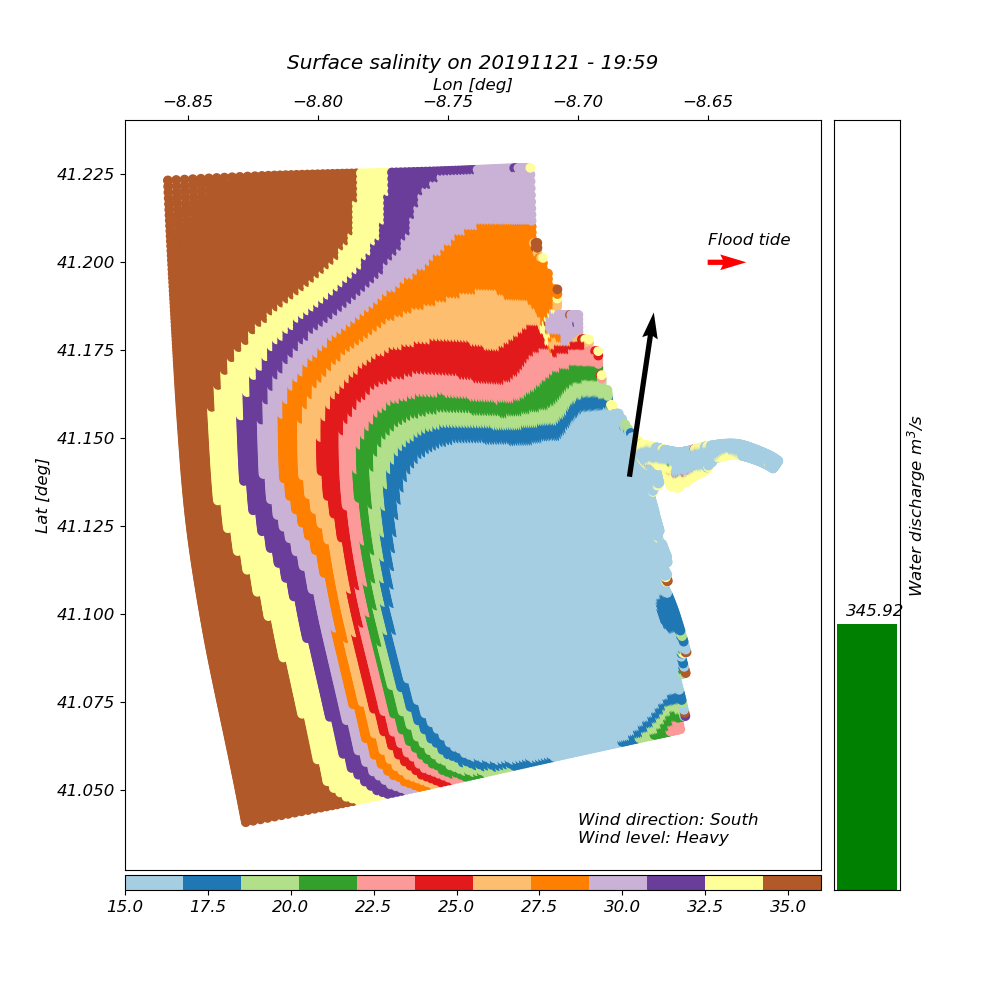 Surface salinity on 20191121 - 19:59
Lon [deg]
−8.85 −8.80 −8.75 −8.70 −8.65
41.225
41.200
41.175
41.150
41.125
41.100
41.075
41.050
Lat [deg]
Flood tide
Wind direction: South
Wind level: Heavy
345.92
Water discharge m³/s
15.0 17.5 20.0 22.5 25.0 27.5 30.0 32.5 35.0